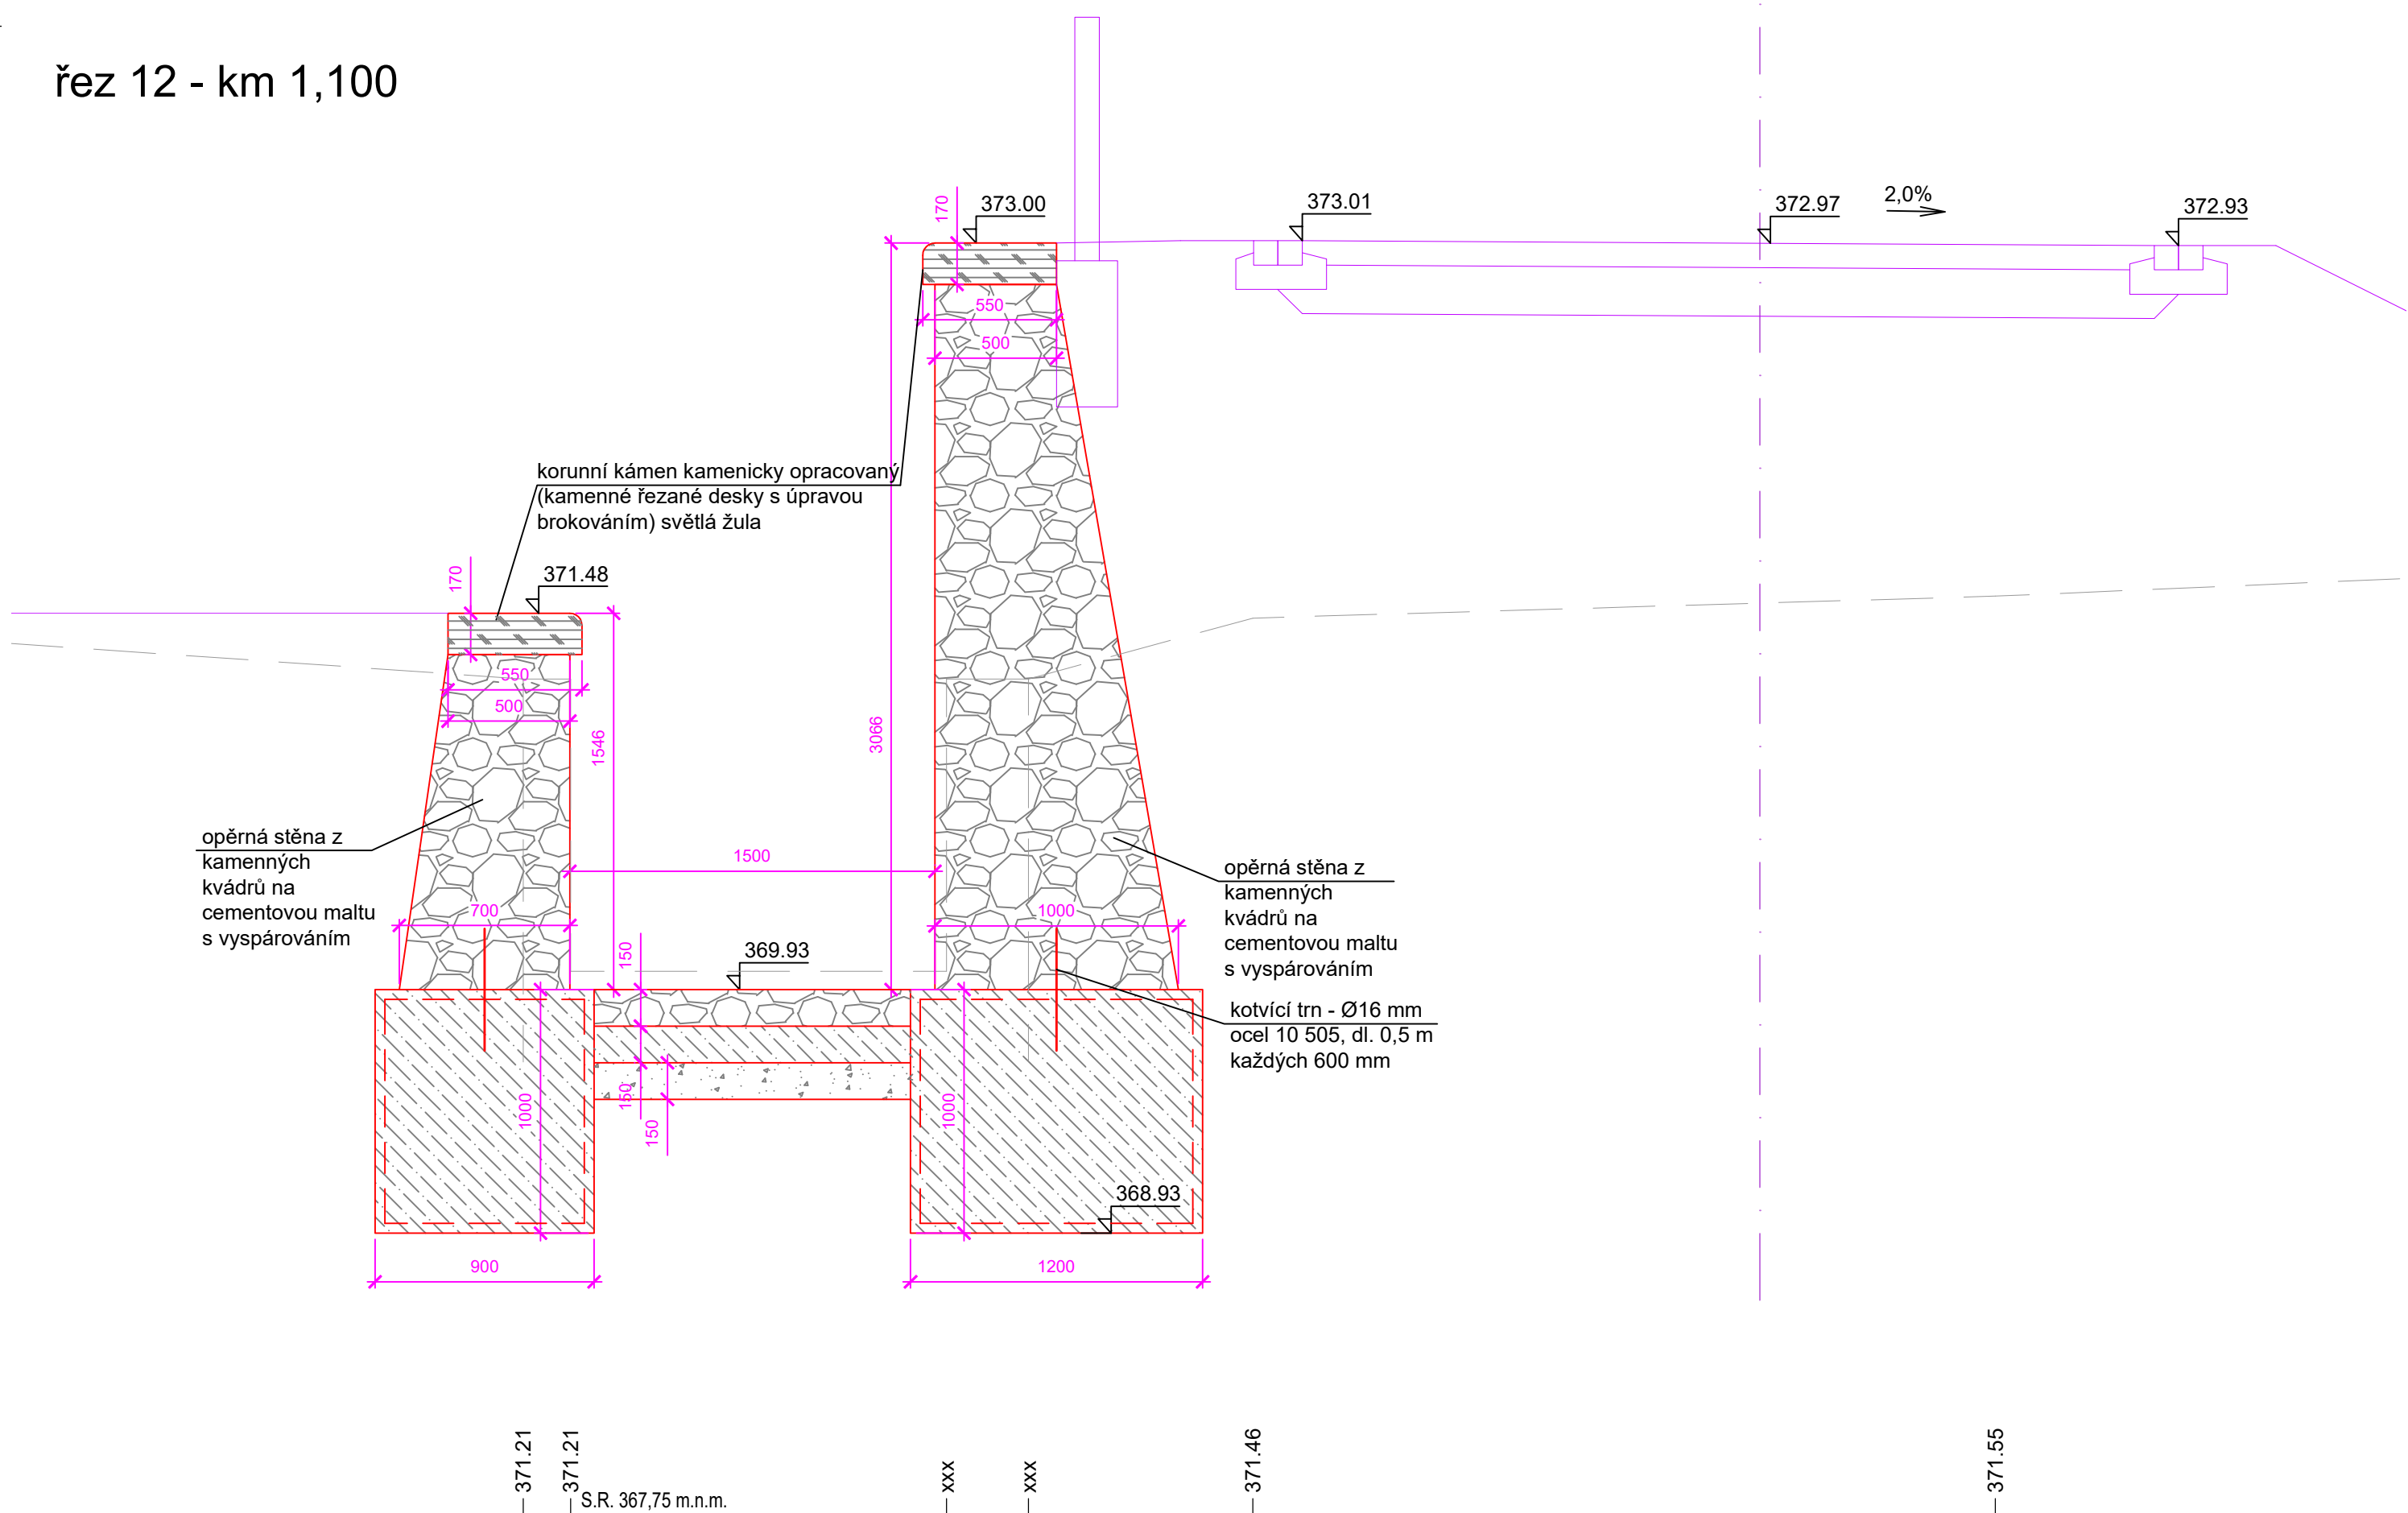 řez 12 - km 1,100
170
373.00
373.01
372.97
2,0%
372.93
550
500
korunní kámen kamenicky opracovaný
(kamenné řezané desky s úpravou
brokováním) světlá žula
170
371.48
550
500
1546
3066
opěrná stěna z
kamenných
kvádrů na
cementovou maltu
s vyspárováním
1500
opěrná stěna z
kamenných
kvádrů na
cementovou maltu
s vyspárováním
700
1000
150
369.93
kotvící trn - Ø16 mm
ocel 10 505, dl. 0,5 m
každých 600 mm
1000
150
150
1000
368.93
900
1200
371.21
371.21
S.R. 367,75 m.n.m.
xxx
xxx
371.46
371.55